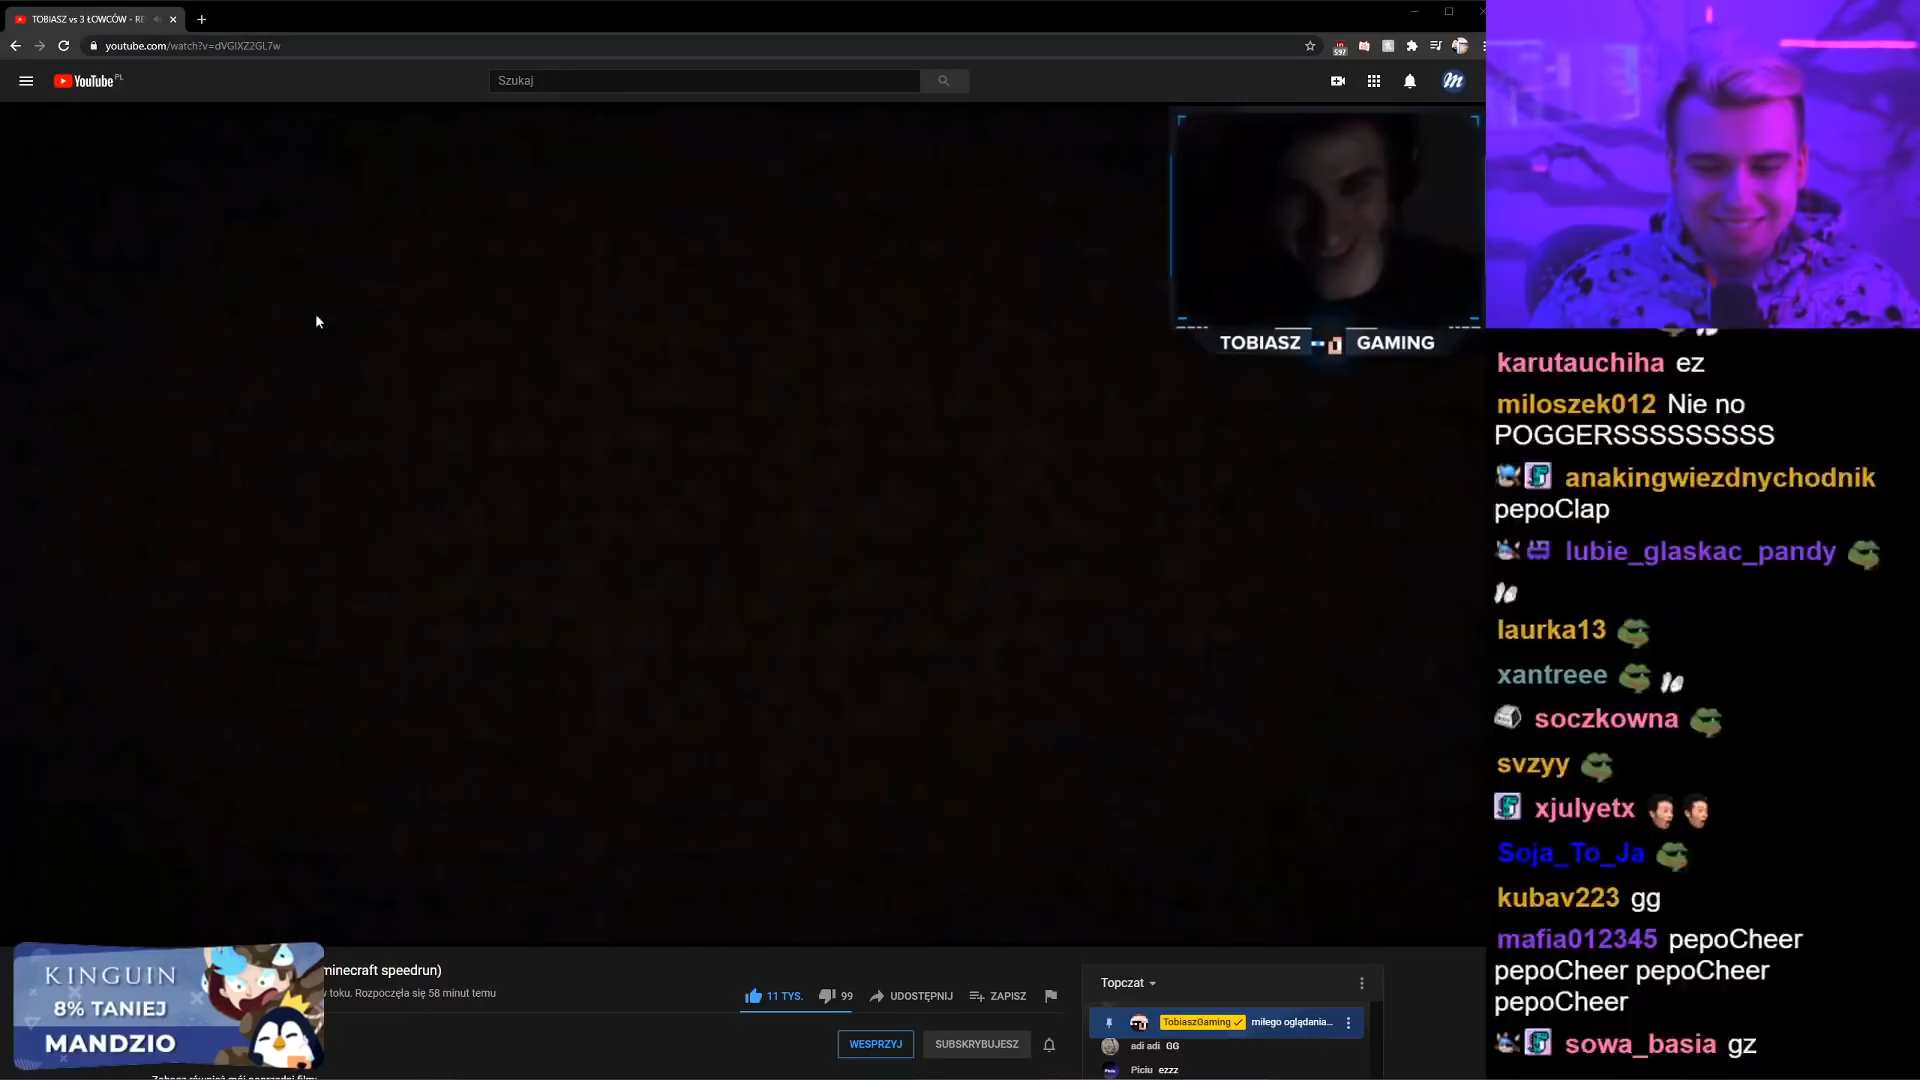 TOBIASZ vs 3 ŁOWCÓW - RE
youtube.com/watch?v=dVGlXZ2GL7w
597
YouTube PL
Szukaj
m
TOBIASZ GAMING
karutauchiha ez
miloszek012 Nie no
POGGERSSSSSSSSS
anakingwiezdnychodnik
pepoClap
lubie_glaskac_pandy
laurka13
xantreee
soczkowna
svzyy
xjulyetx
Soja_To_Ja
kubav223 gg
mafia012345 pepoCheer
pepoCheer pepoCheer
pepoCheer
sowa_basia gz
minecraft speedrun)
w toku. Rozpoczęła się 58 minut temu
11 TYS.
99
UDOSTĘPNIJ
ZAPISZ
WESPRZYJ
SUBSKRYBUJESZ
Topczat
TobiaszGaming miłego oglądania...
adi adi GG
Piciu ezzz
KINGUIN
8% TANIEJ
MANDZIO